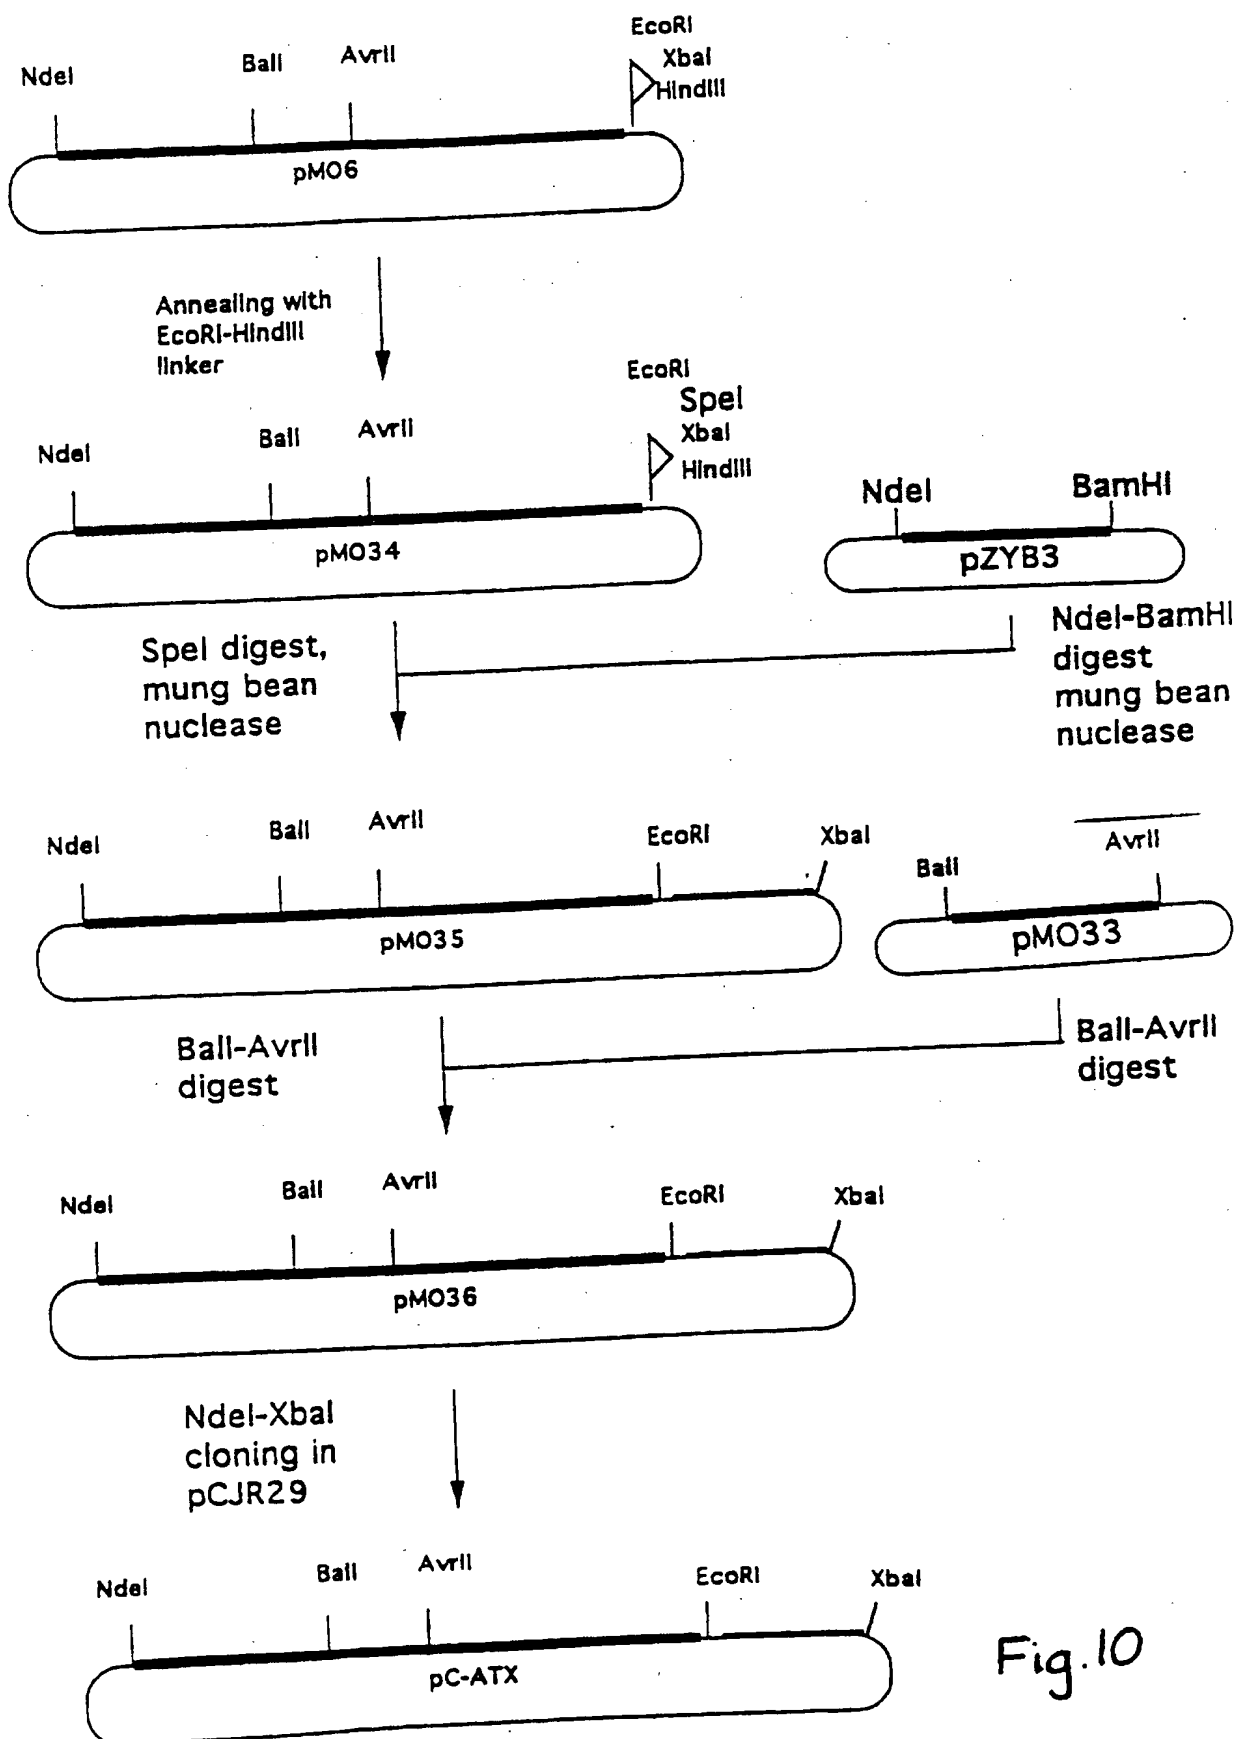 EcoRI
NdeI
BalI
AvrII
XbaI
HindIII
pMO6
Annealing with
EcoRI-HindIII
linker
EcoRI
SpeI
NdeI
BalI
AvrII
XbaI
HindIII
pMO34
NdeI
BamHI
pZYB3
SpeI digest,
mung bean
nuclease
NdeI-BamHI
digest
mung bean
nuclease
NdeI
BalI
AvrII
EcoRI
XbaI
pMO35
BalI
AvrII
pMO33
BalI-AvrII
digest
BalI-AvrII
digest
NdeI
BalI
AvrII
EcoRI
XbaI
pMO36
NdeI-XbaI
cloning in
pCJR29
NdeI
BalI
AvrII
EcoRI
XbaI
pC-ATX
Fig.10